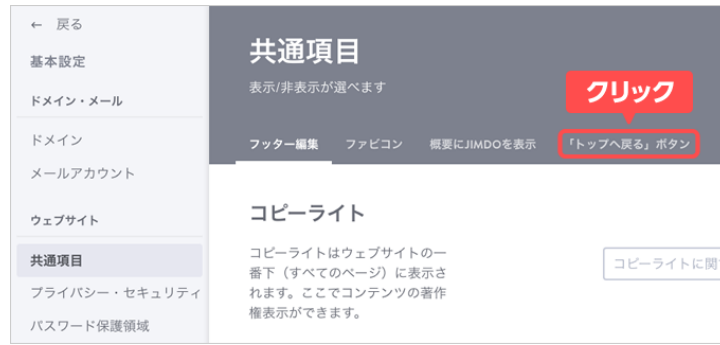 ← 戻る
基本設定
ドメイン・メール
ドメイン
メールアカウント
ウェブサイト
共通項目
プライバシー・セキュリティ
パスワード保護領域
共通項目
表示/非表示が選べます
クリック
フッター編集 ファビコン 概要にJIMDOを表示 「トップへ戻る」ボタン
コピーライト
コピーライトはウェブサイトの一
番下（すべてのページ）に表示さ
れます。ここでコンテンツの著作
権表示ができます。
コピーライトに関